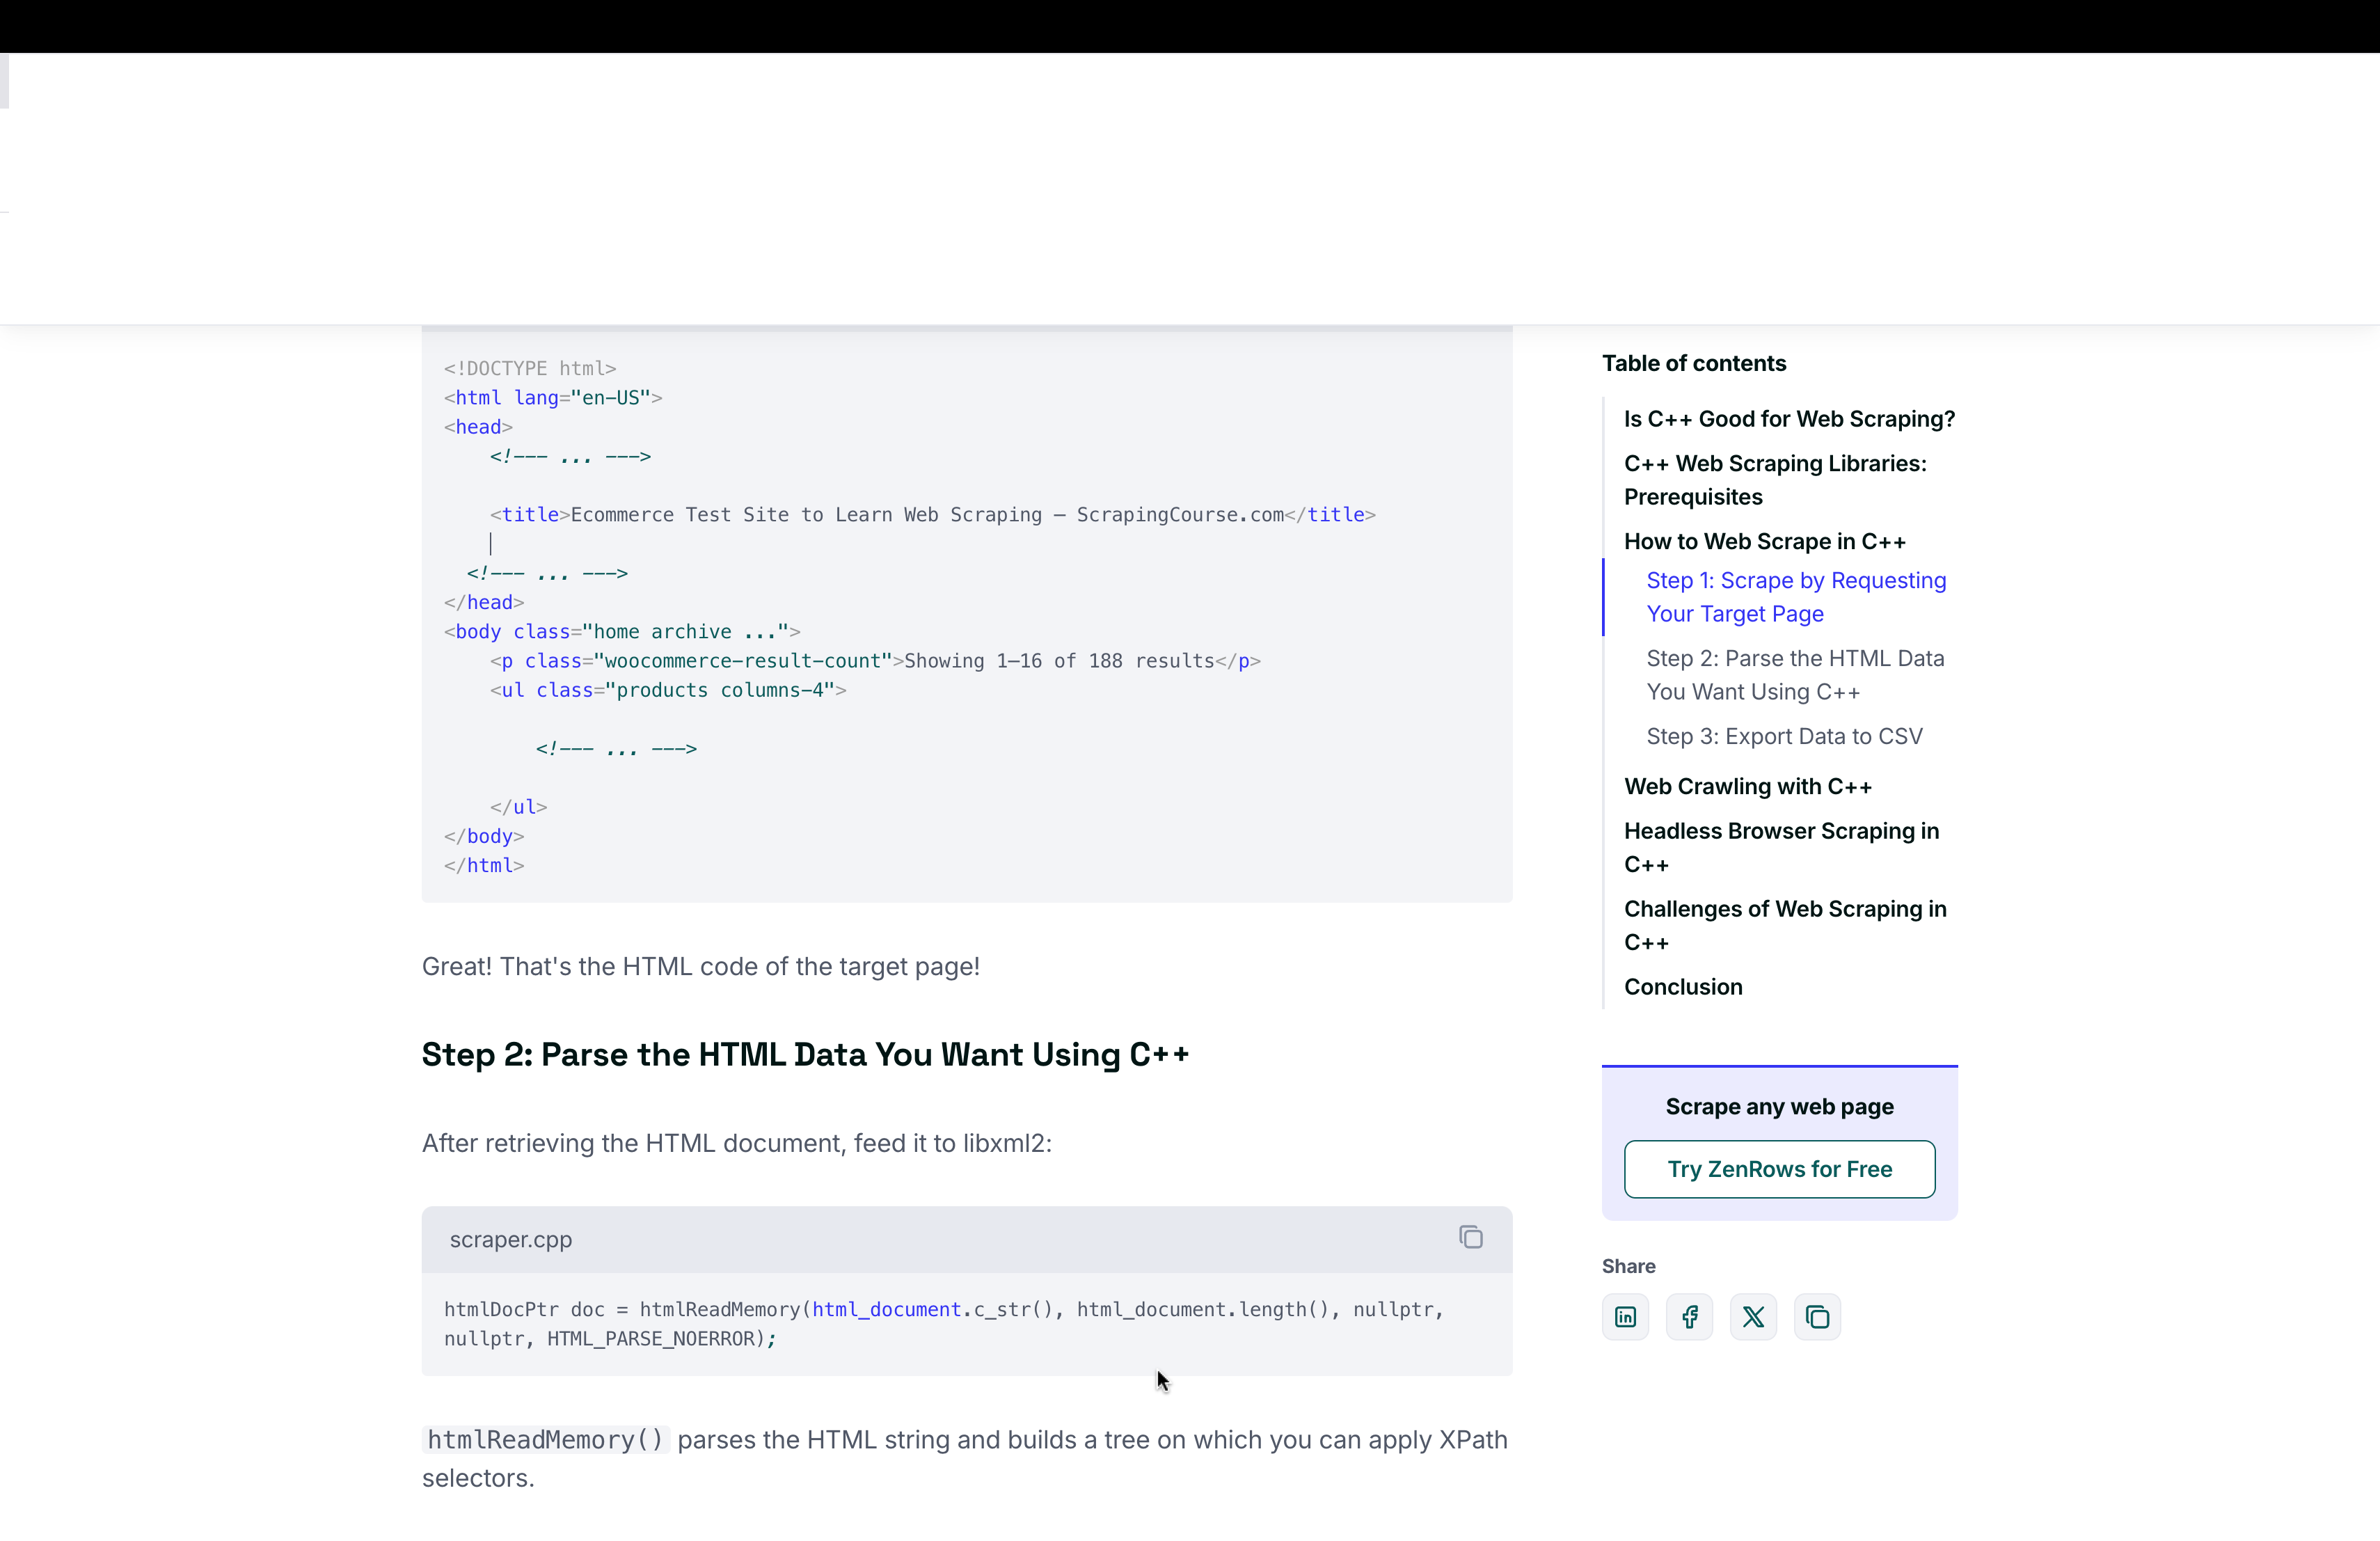 <!DOCTYPE html>
<html lang="en-US">
<head>
<!--- ... --->
<title>Ecommerce Test Site to Learn Web Scraping – ScrapingCourse.com</title>
<!--- ... --->
</head>
<body class="home archive ...">
<p class="woocommerce-result-count">Showing 1–16 of 188 results</p>
<ul class="products columns-4">
<!--- ... --->
</ul>
</body>
</html>
Great! That's the HTML code of the target page!
Step 2: Parse the HTML Data You Want Using C++
After retrieving the HTML document, feed it to libxml2:
scraper.cpp
htmlDocPtr doc = htmlReadMemory(html_document.c_str(), html_document.length(), nullptr,
nullptr, HTML_PARSE_NOERROR);
htmlReadMemory() parses the HTML string and builds a tree on which you can apply XPath
selectors.
Table of contents
Is C++ Good for Web Scraping?
C++ Web Scraping Libraries:
Prerequisites
How to Web Scrape in C++
Step 1: Scrape by Requesting
Your Target Page
Step 2: Parse the HTML Data
You Want Using C++
Step 3: Export Data to CSV
Web Crawling with C++
Headless Browser Scraping in
C++
Challenges of Web Scraping in
C++
Conclusion
Scrape any web page
Try ZenRows for Free
Share